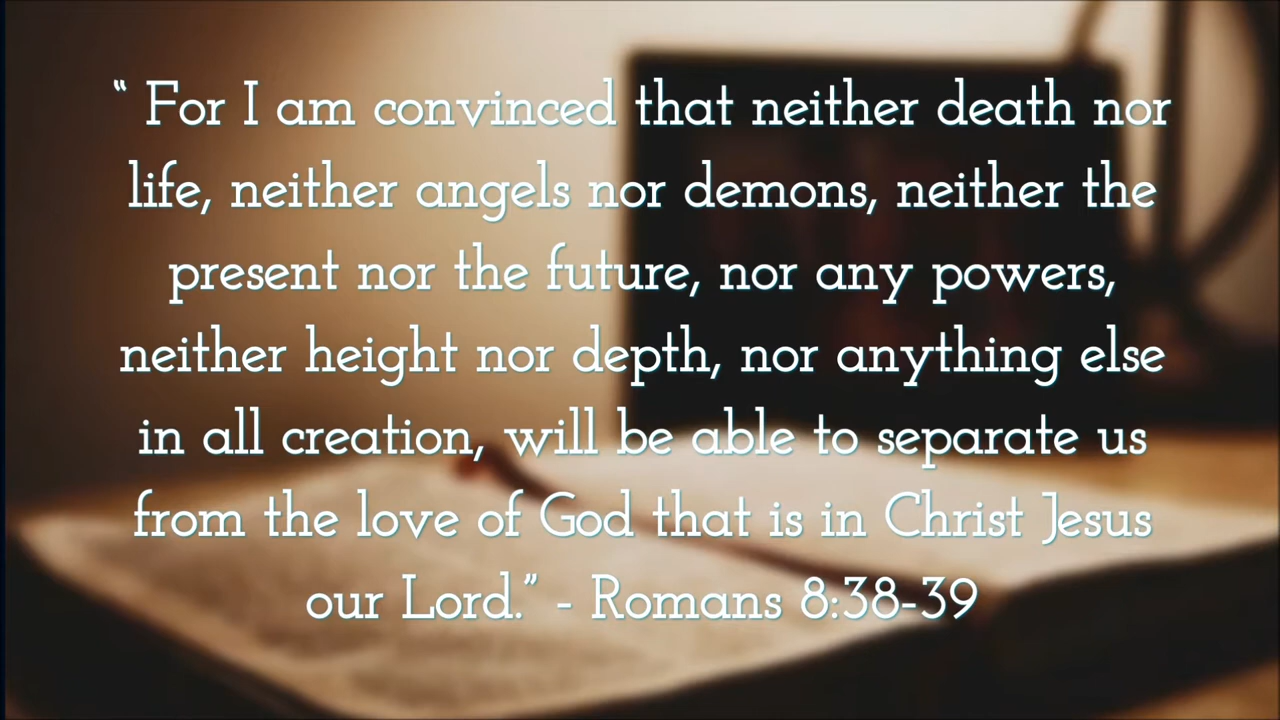 “ For I am convinced that neither death nor
life, neither angels nor demons, neither the
present nor the future, nor any powers,
neither height nor depth, nor anything else
in all creation, will be able to separate us
from the love of God that is in Christ Jesus
our Lord.” - Romans 8:38-39